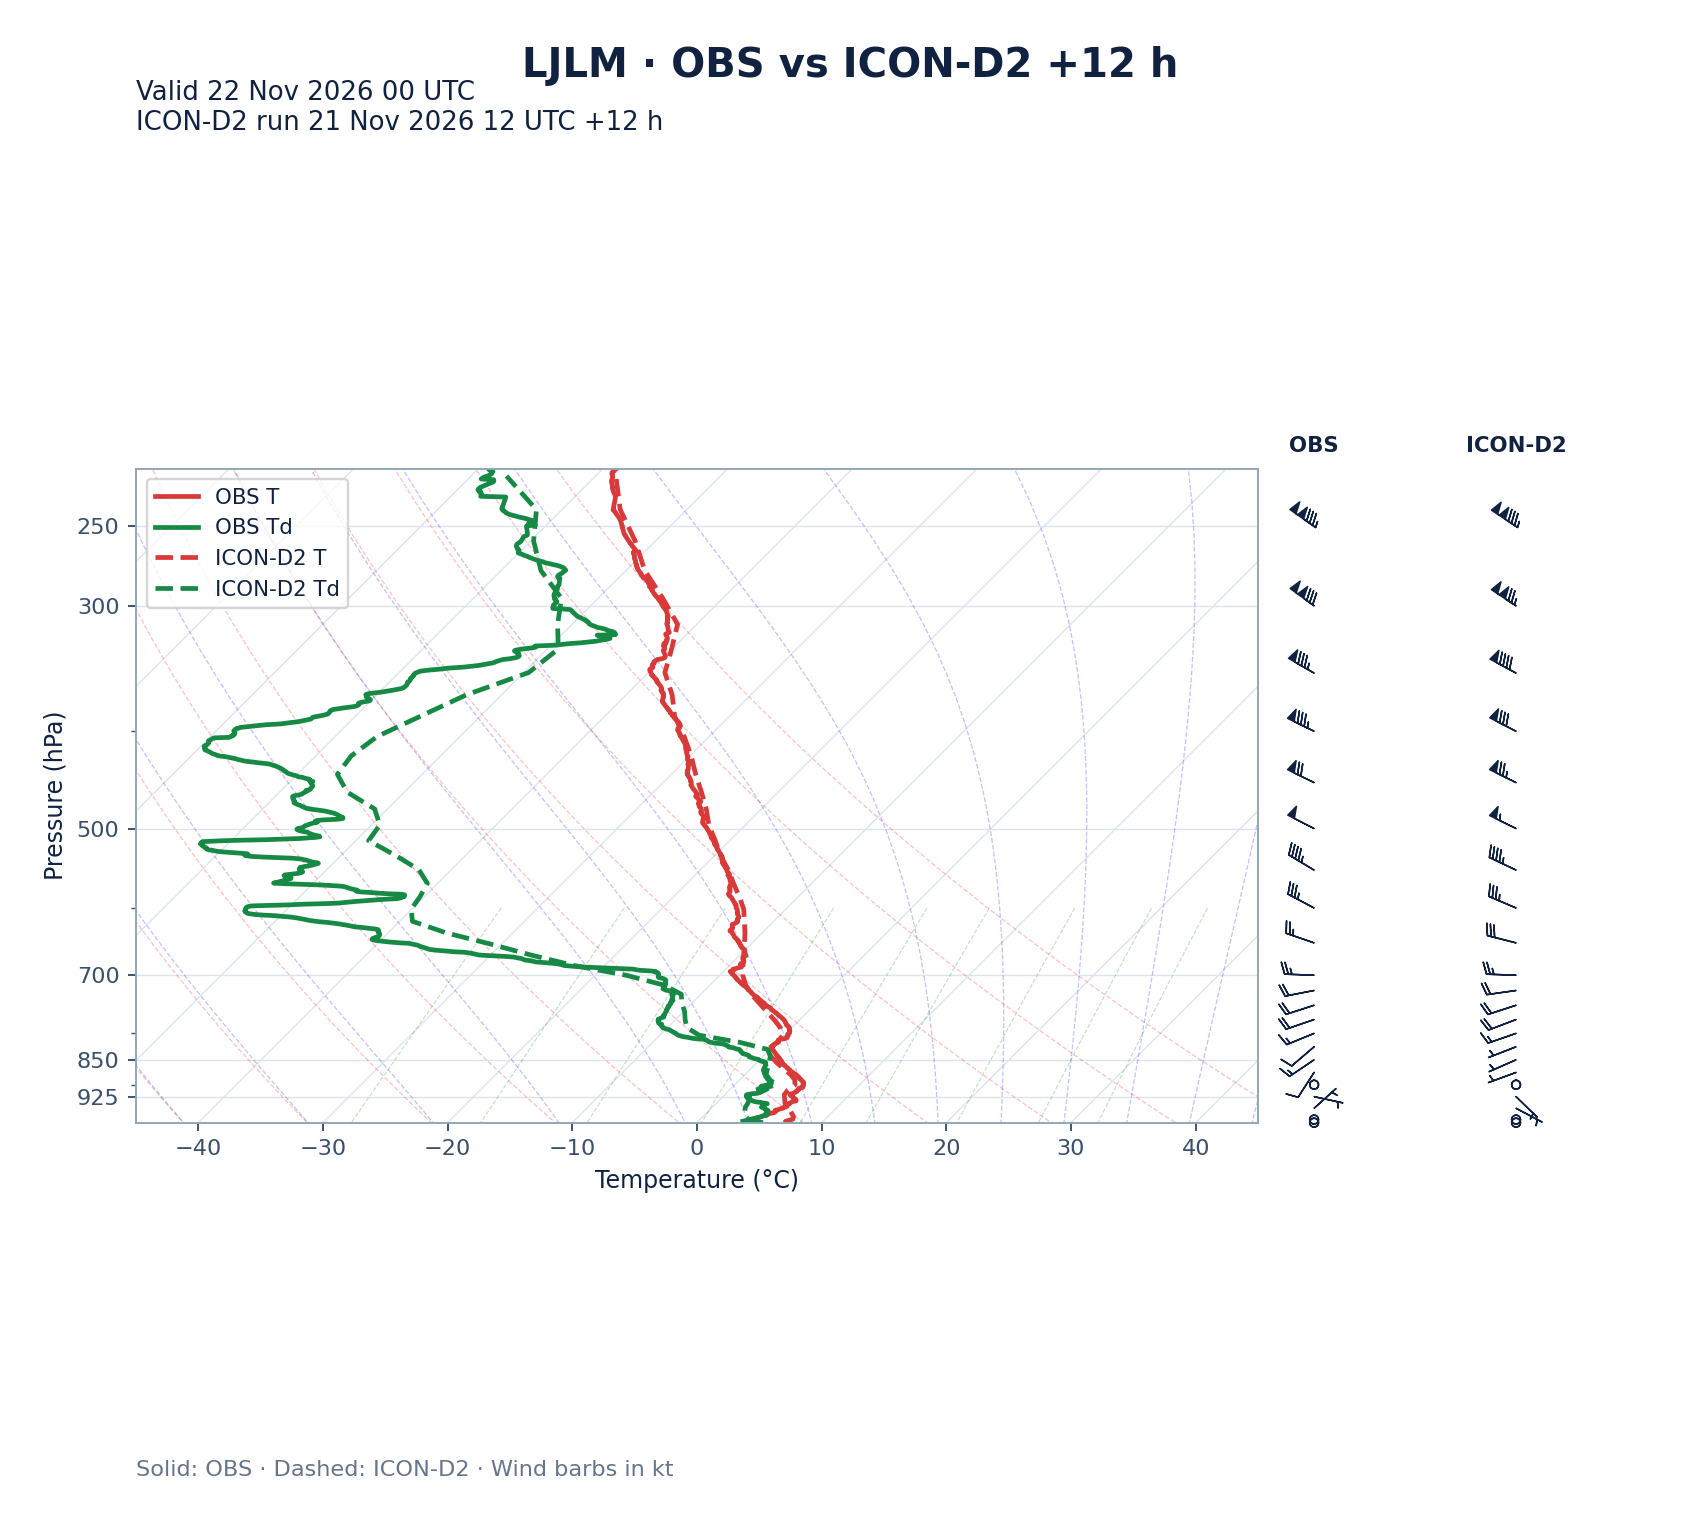 LJLM · OBS vs ICON-D2 +12 h
Valid 22 Nov 2026 00 UTC
ICON-D2 run 21 Nov 2026 12 UTC +12 h
OBS
ICON-D2
OBS T
OBS Td
ICON-D2 T
ICON-D2 Td
250
300
500
700
850
925
Pressure (hPa)
−40
−30
−20
−10
0
10
20
30
40
Temperature (°C)
Solid: OBS · Dashed: ICON-D2 · Wind barbs in kt